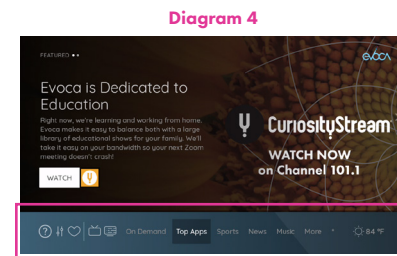 Diagram 4
FEATURED
evoca
Evoca is Dedicated to
Education
Right now, we're learning and working from home.
Evoca makes it easy to balance both with a large
library of educational shows for your family. We'll
take it easy on your bandwidth so your next Zoom
meeting doesn't crash!
WATCH
CuriosityStream
WATCH NOW
on Channel 101.1
On Demand Top Apps Sports News Music More 84 °F